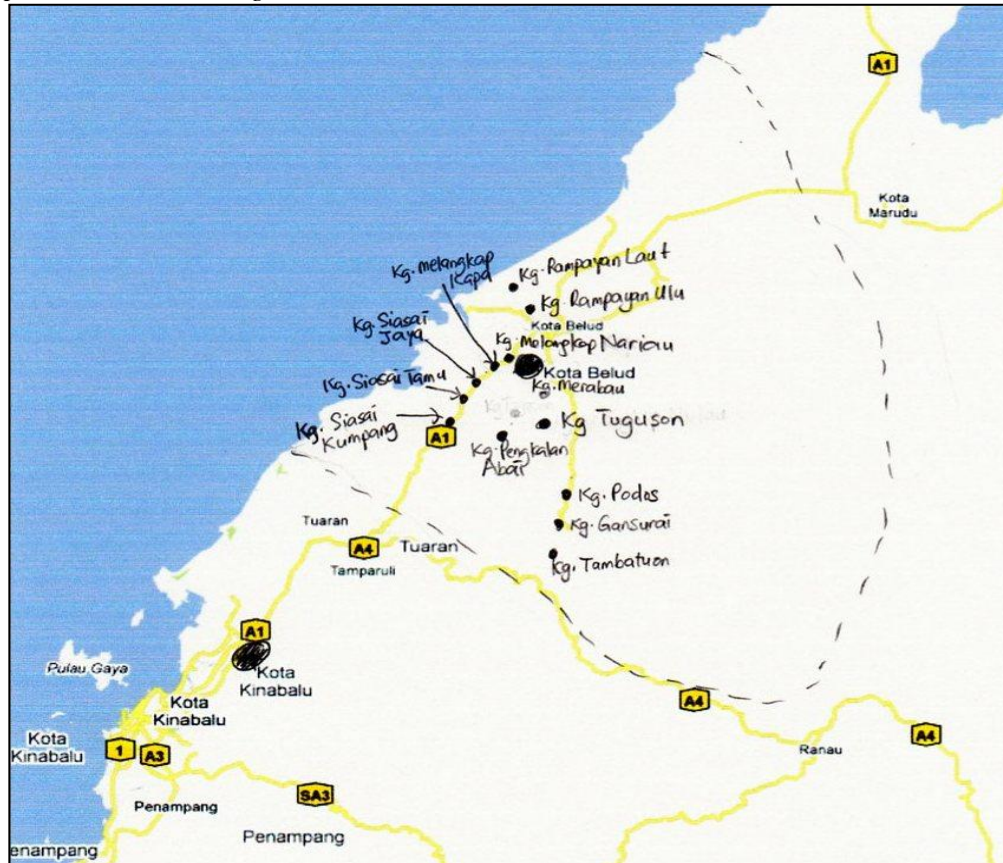 A1
Kota
Marudu
Kg. Melangkap
Kapa
Kg. Rampayan Laut
Kg. Rampayan Ulu
Kg. Siasai
Jaya
Kota Belud
Kg. Melangkap Nariou
Kota Belud
Kg. Siasai Tamu
Kg. Merabau
Kg. Siasai
Kumpang
Kg Tuguson
A1
Kg. Pengkalan
Abai
Kg. Podos
Kg. Gansurai
Kg. Tambatuon
Tuaran
A4
Tuaran
Tamparuli
A1
Pulau Gaya
Kota
Kinabalu
Kota
Kinabalu
A4
Kota
Kinabalu
1
A3
Ranau
A4
SA3
Penampang
Penampang
enampang